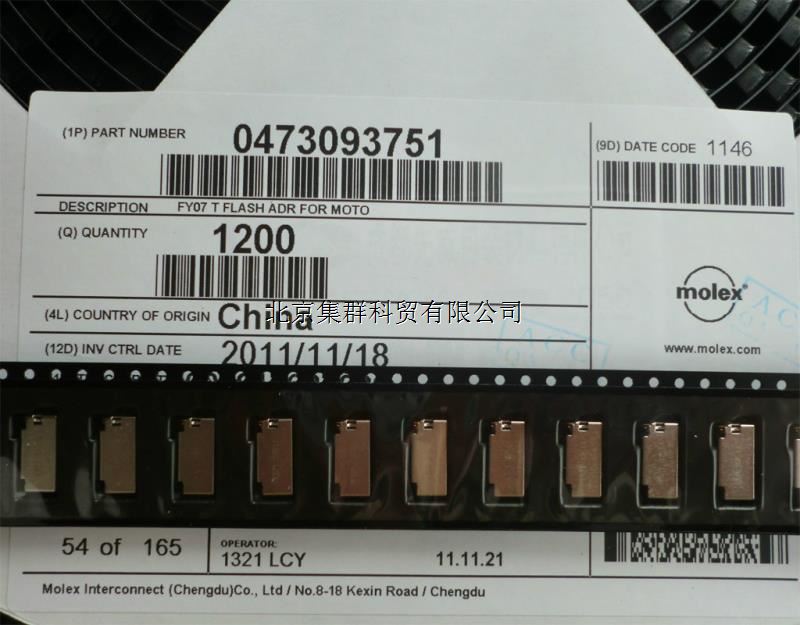 (1P) PART NUMBER 0473093751
(9D) DATE CODE 1146
DESCRIPTION FY07 T FLASH ADR FOR MOTO
(Q) QUANTITY 1200
molex®
(4L) COUNTRY OF ORIGIN China
北京集群科贸有限公司
ACC
ACC
(12D) INV CTRL DATE 2011/11/18
www.molex.com
54 of 165
OPERATOR:
1321 LCY
11.11.21
Molex Interconnect (Chengdu)Co., Ltd / No.8-18 Kexin Road / Chengdu